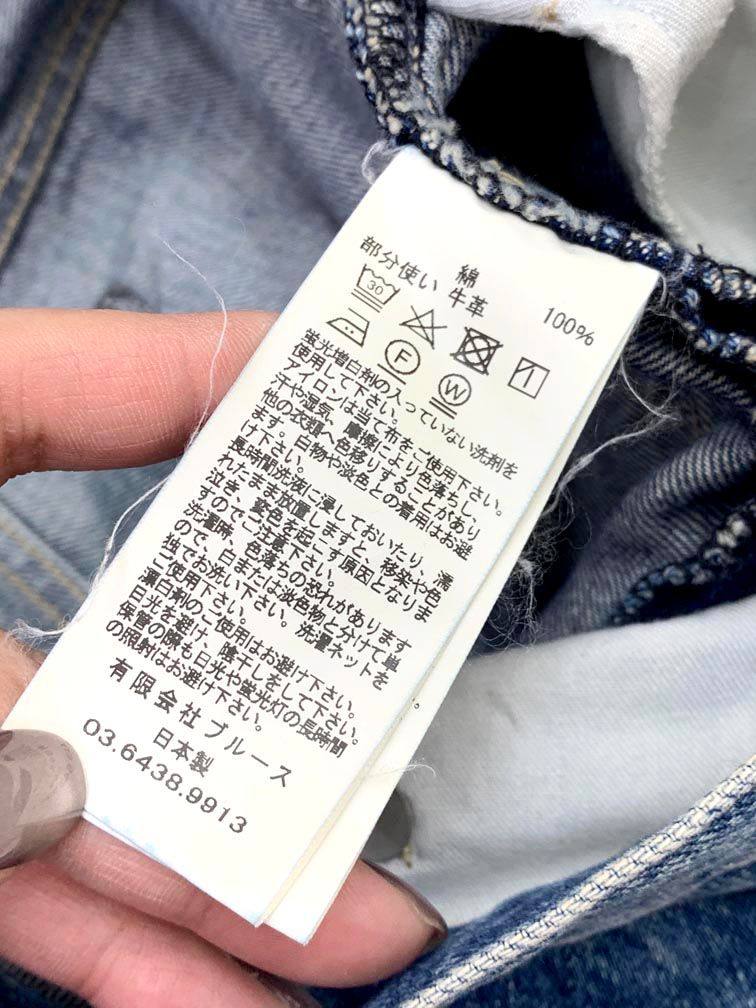 綿 100%
部分使い 牛革
30
F W
蛍光増白剤の入っていない洗剤を
使用して下さい。
アイロンは当て布をご使用下さい。
汗や湿気、摩擦により色落ちし、
他の衣類へ色移りすることがあり
ます。白物や淡色との着用はお避
け下さい。
長時間洗液に浸しておいたり、濡
れたまま放置しますと、移染や色
泣き、変色を起こす原因となりま
すのでご注意下さい。
洗濯時、色落ちの恐れがあります
ので、白または淡色物と分けて単
独でお洗い下さい。洗濯ネットを
ご使用下さい。
漂白剤のご使用はお避け下さい。
日光を避け、陰干しをして下さい。
保管の際も日光や蛍光灯の長時間
の照射はお避け下さい。
有限会社ブルース
日本製
03.6438.9913